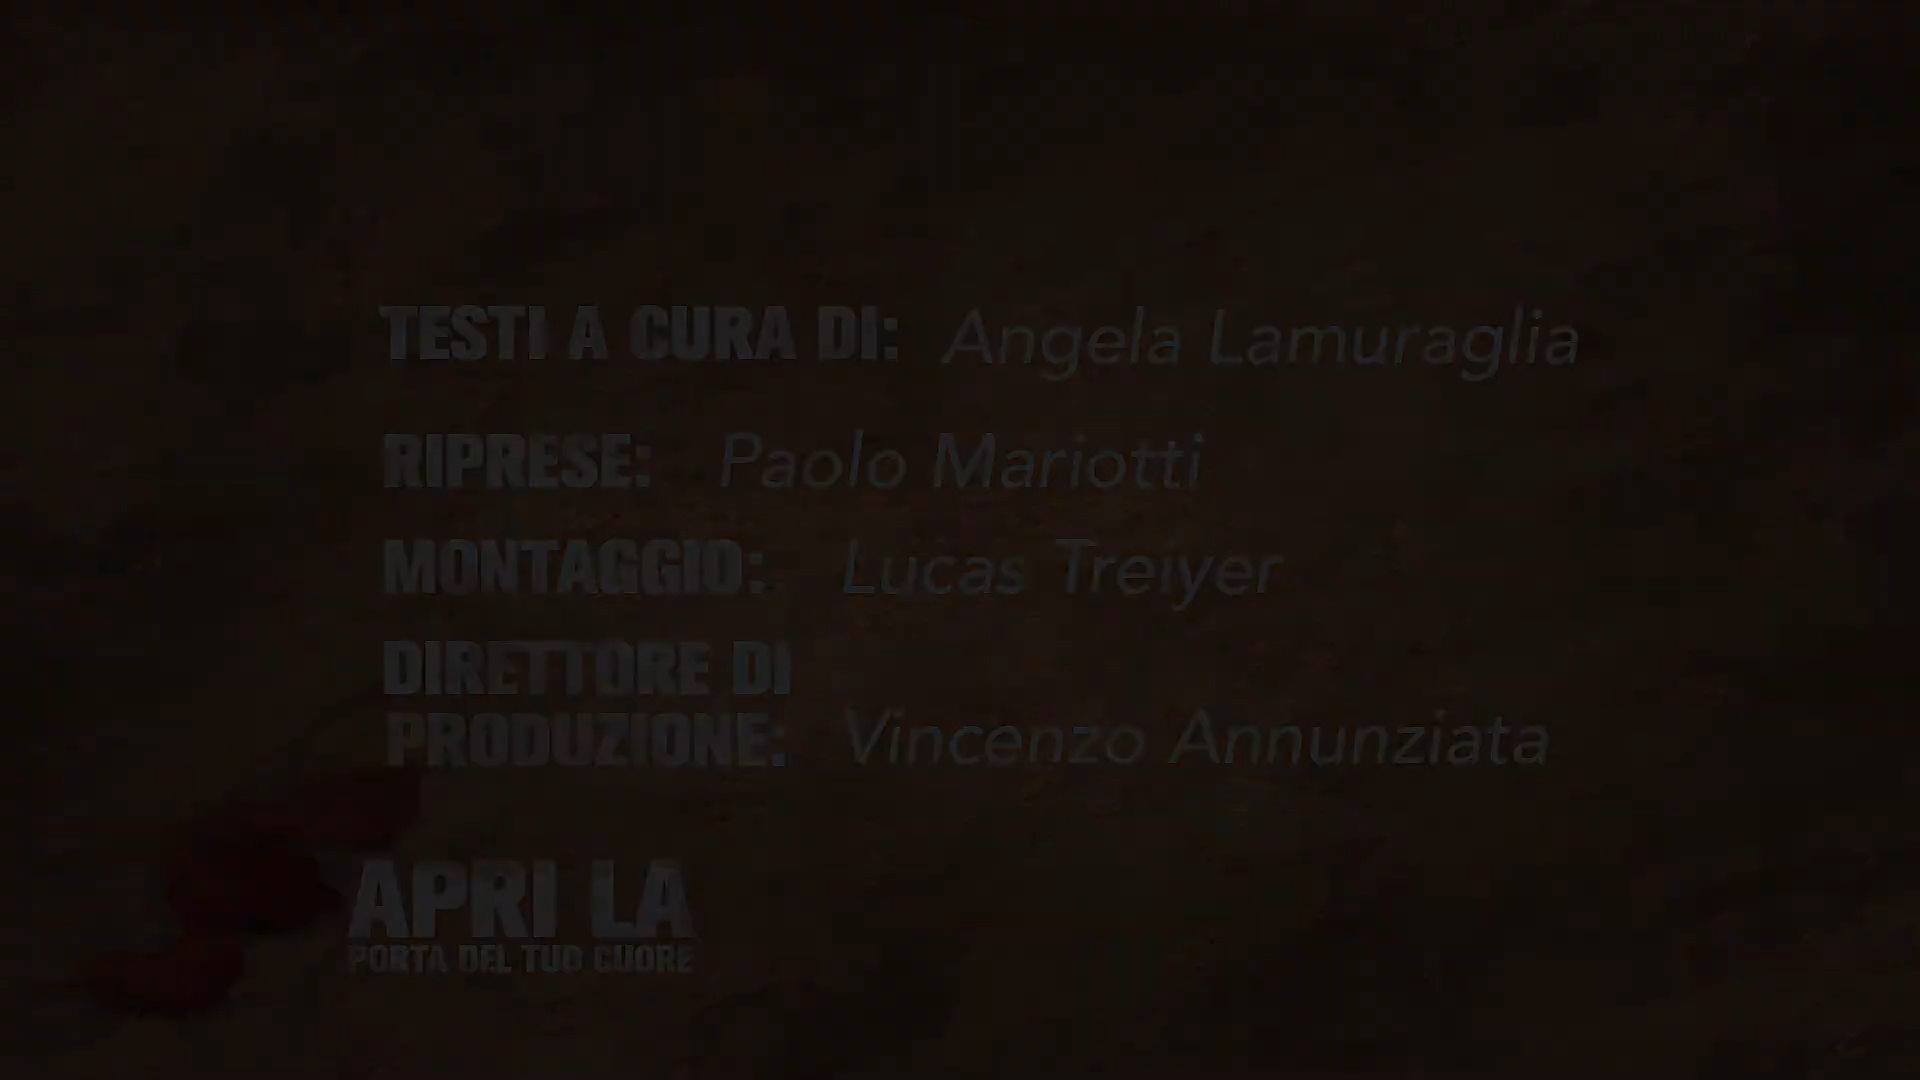 TESTI A CURA DI: Angela Lamuraglia
RIPRESE: Paolo Mariotti
MONTAGGIO: Lucas Treiyer
DIRETTORE DI
PRODUZIONE: Vincenzo Annunziata
APRI LA
PORTA DEL TUO CUORE